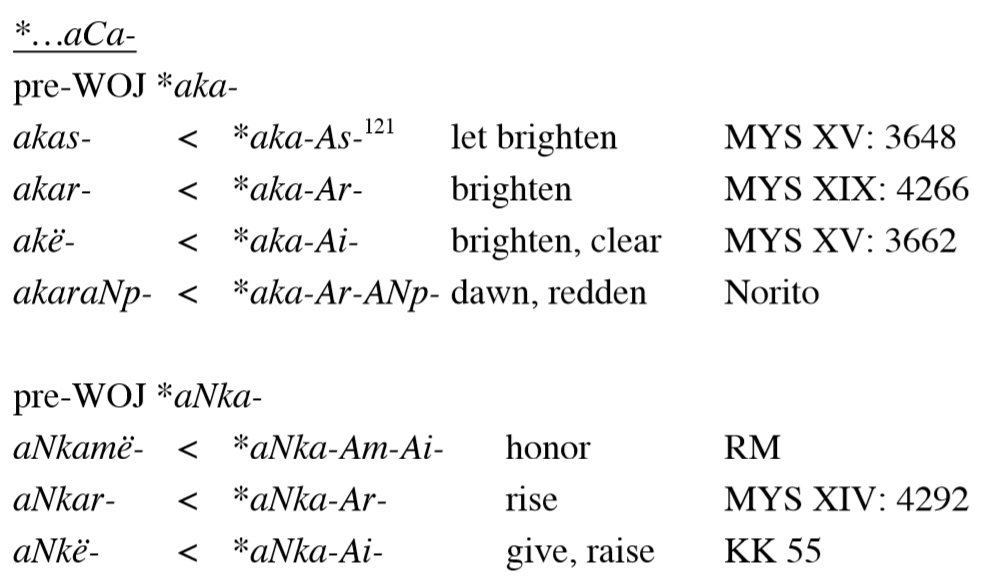 *…aCa-
pre-WOJ *aka-
akas- < *aka-As-¹²¹ let brighten MYS XV: 3648
akar- < *aka-Ar- brighten MYS XIX: 4266
akë- < *aka-Ai- brighten, clear MYS XV: 3662
akaraNp- < *aka-Ar-ANp- dawn, redden Norito
pre-WOJ *aNka-
aNkamë- < *aNka-Am-Ai- honor RM
aNkar- < *aNka-Ar- rise MYS XIV: 4292
aNkë- < *aNka-Ai- give, raise KK 55